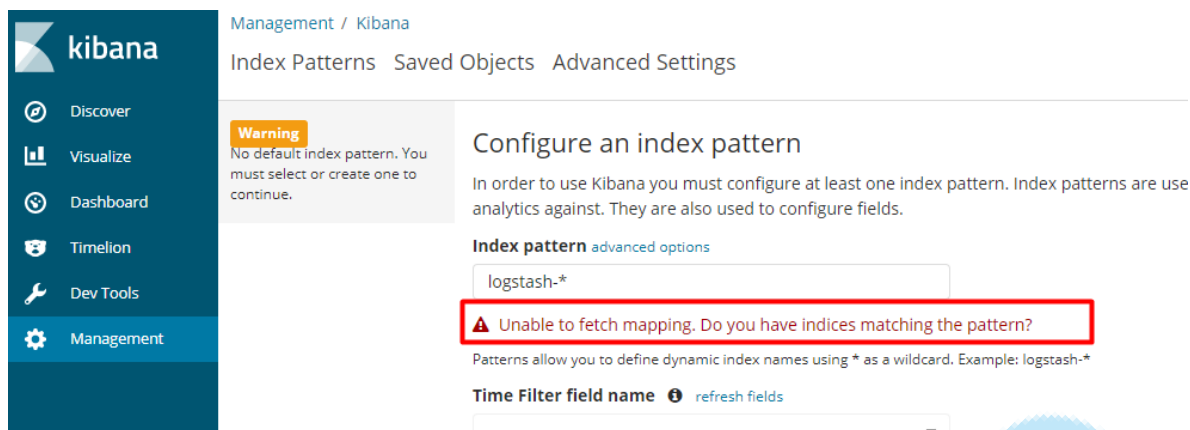 kibana
Discover
Visualize
Dashboard
Timelion
Dev Tools
Management
Management / Kibana
Index Patterns Saved Objects Advanced Settings
Warning
No default index pattern. You
must select or create one to
continue.
Configure an index pattern
In order to use Kibana you must configure at least one index pattern. Index patterns are use
analytics against. They are also used to configure fields.
Index pattern advanced options
logstash-*
Unable to fetch mapping. Do you have indices matching the pattern?
Patterns allow you to define dynamic index names using * as a wildcard. Example: logstash-*
Time Filter field name refresh fields